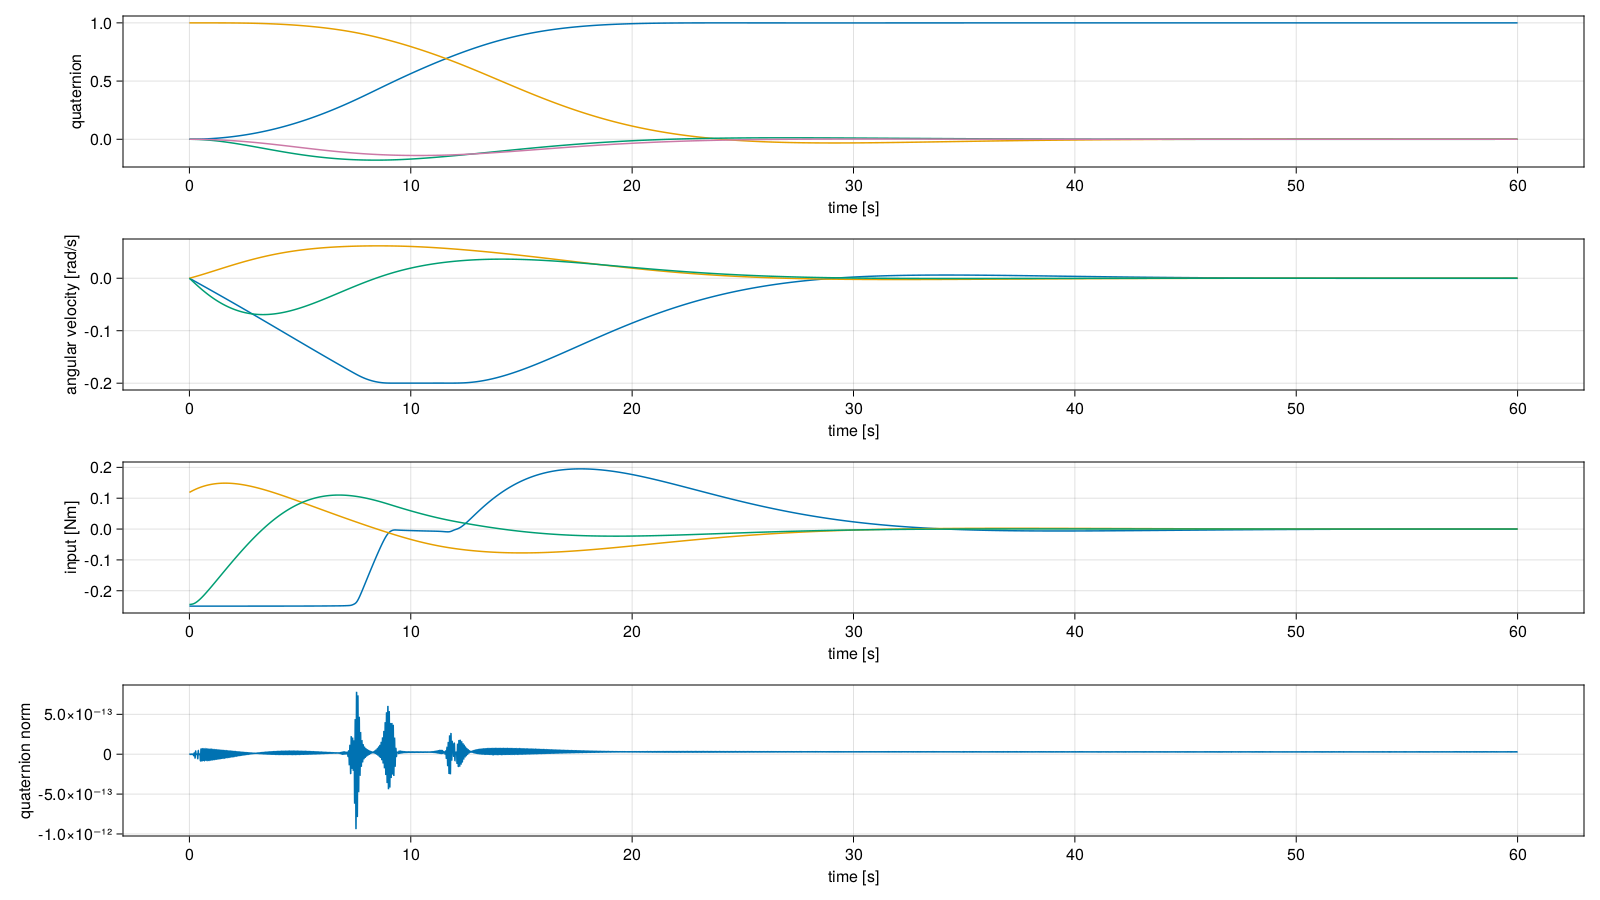 quaternion
1.0
0.5
0.0
0 10 20 30 40 50 60
time [s]
angular velocity [rad/s]
0.0
-0.1
-0.2
0 10 20 30 40 50 60
time [s]
input [Nm]
0.2
0.1
0.0
-0.1
-0.2
0 10 20 30 40 50 60
time [s]
quaternion norm
5.0×10⁻¹³
0
-5.0×10⁻¹³
-1.0×10⁻¹²
0 10 20 30 40 50 60
time [s]